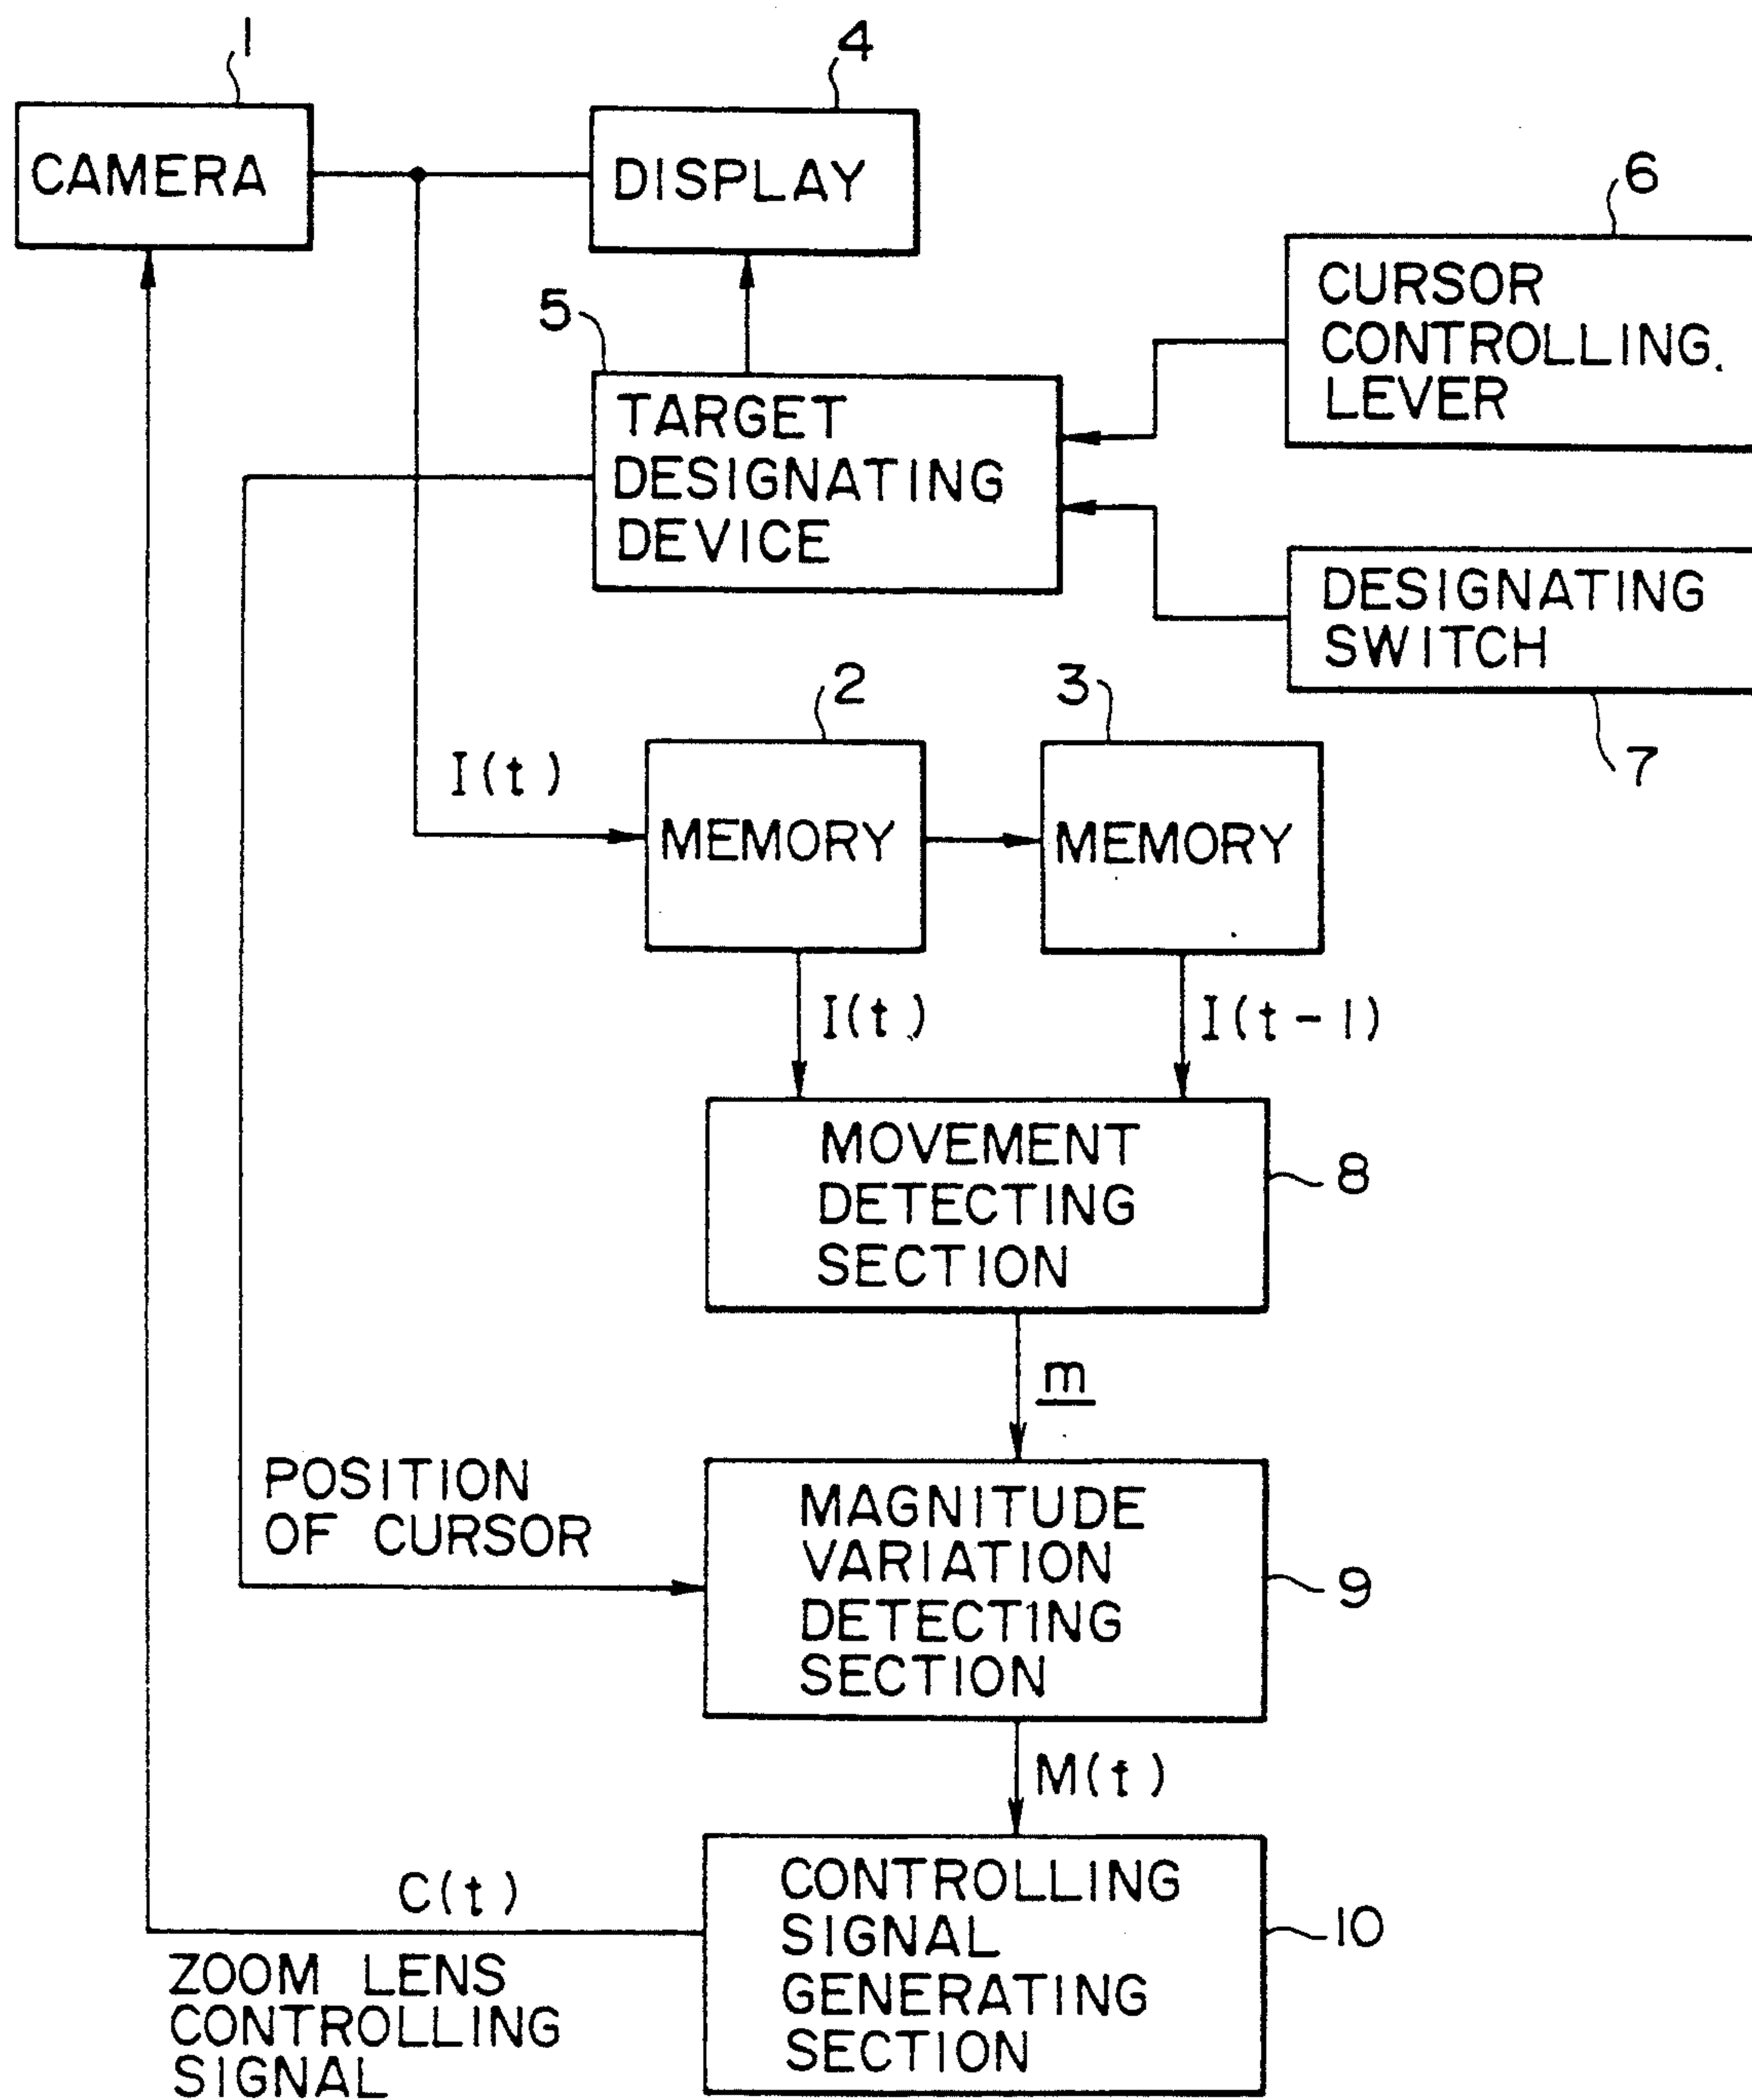 1
CAMERA
4
DISPLAY
6
CURSOR
CONTROLLING
LEVER
5
TARGET
DESIGNATING
DEVICE
DESIGNATING
SWITCH
7
2
3
I(t)
MEMORY
MEMORY
I(t)
I(t-1)
MOVEMENT
DETECTING
SECTION
8
m
POSITION
OF CURSOR
MAGNITUDE
VARIATION
DETECTING
SECTION
9
M(t)
C(t)
ZOOM LENS
CONTROLLING
SIGNAL
CONTROLLING
SIGNAL
GENERATING
SECTION
10